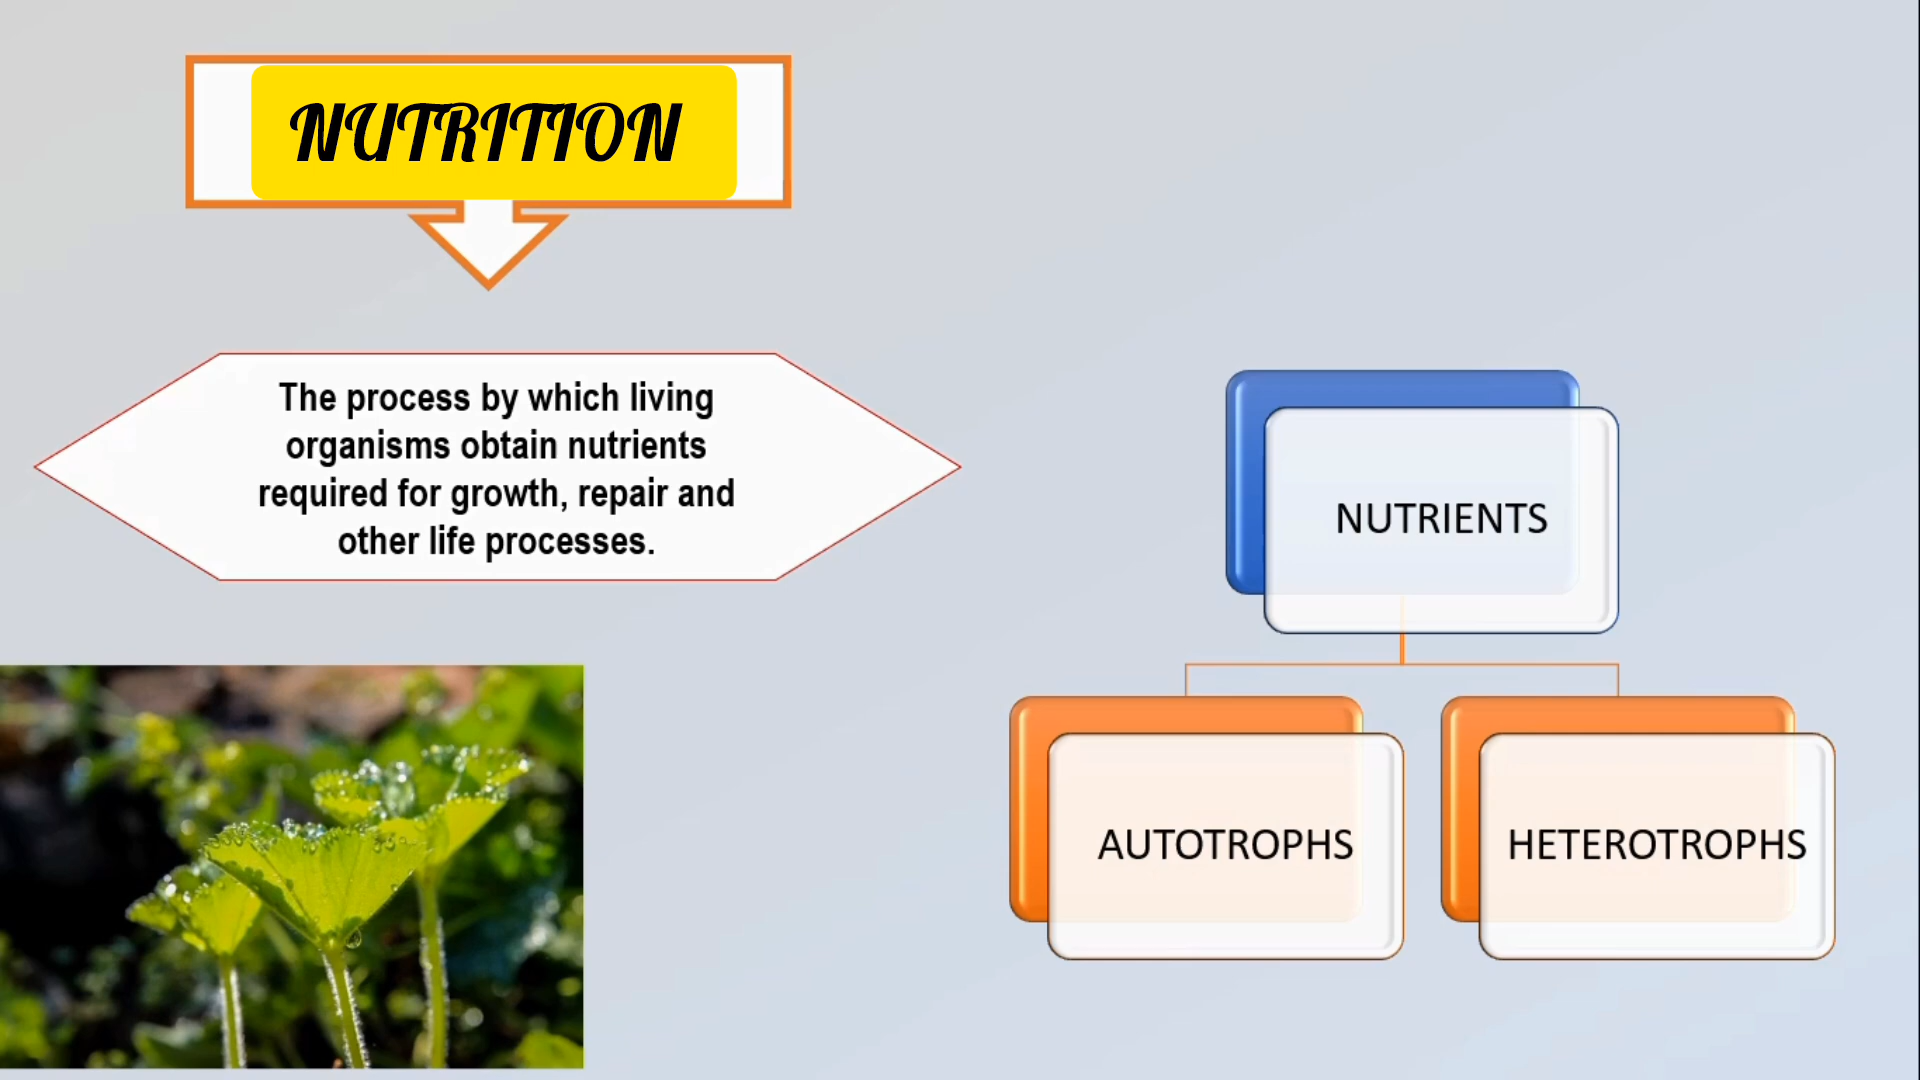 NUTRITION
The process by which living
organisms obtain nutrients
required for growth, repair and
other life processes.
NUTRIENTS
AUTOTROPHS
HETEROTROPHS